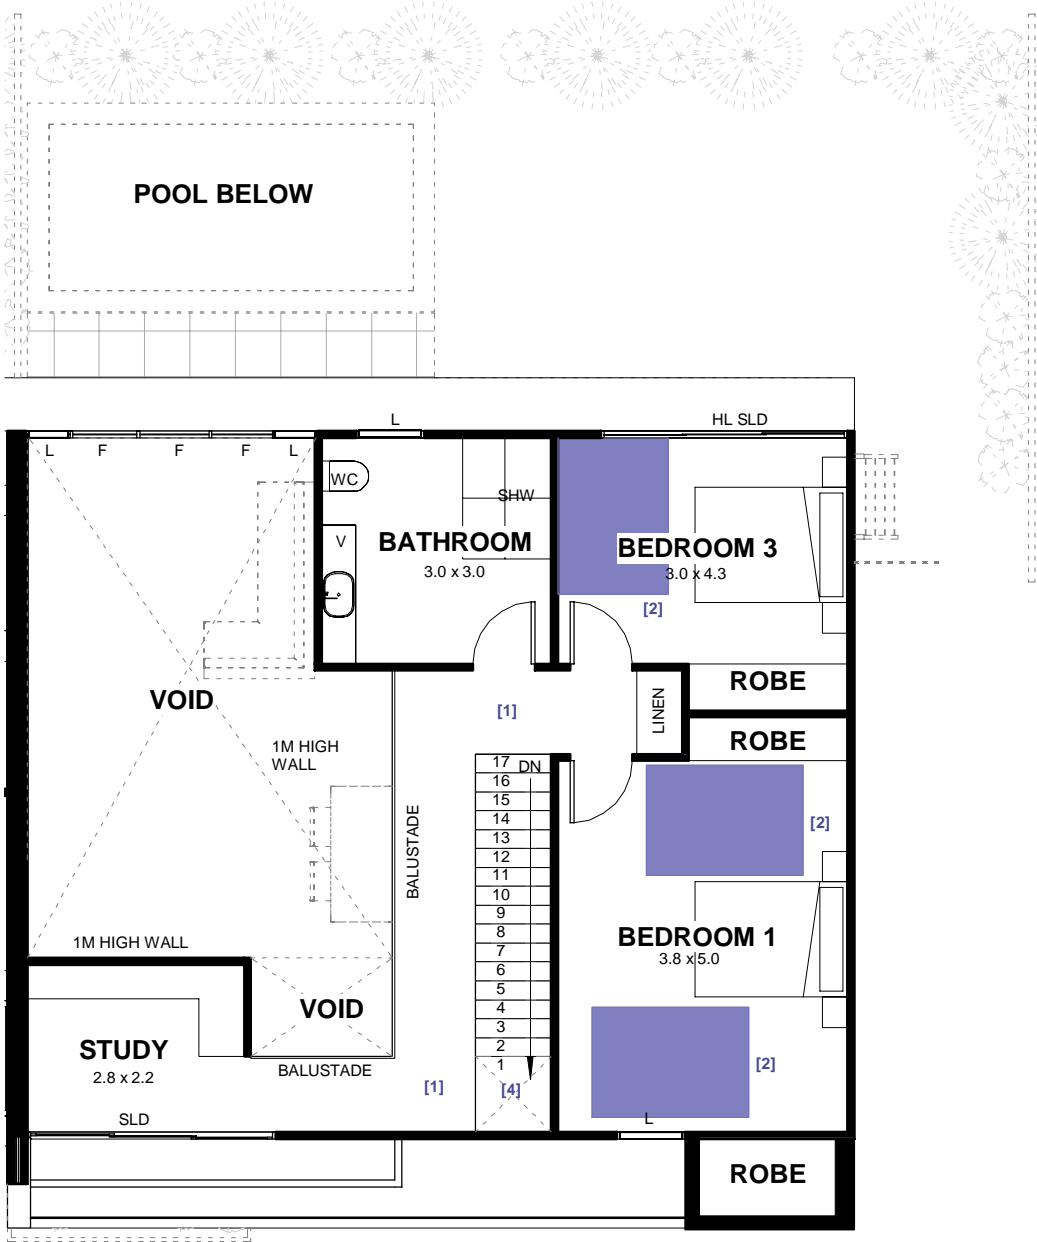 POOL BELOW
L
HL SLD
L F F F L
WC
SHW
V
BATHROOM
3.0 x 3.0
BEDROOM 3
3.0 x 4.3
[2]
ROBE
LINEN
VOID
[1]
ROBE
1M HIGH
WALL
17 DN
16
15
14
13
12
11
10
9
8
7
6
5
4
3
2
1
[4]
BALUSTADE
[2]
BEDROOM 1
3.8 x 5.0
1M HIGH WALL
VOID
STUDY
2.8 x 2.2
BALUSTADE
[1]
[2]
SLD
L
ROBE